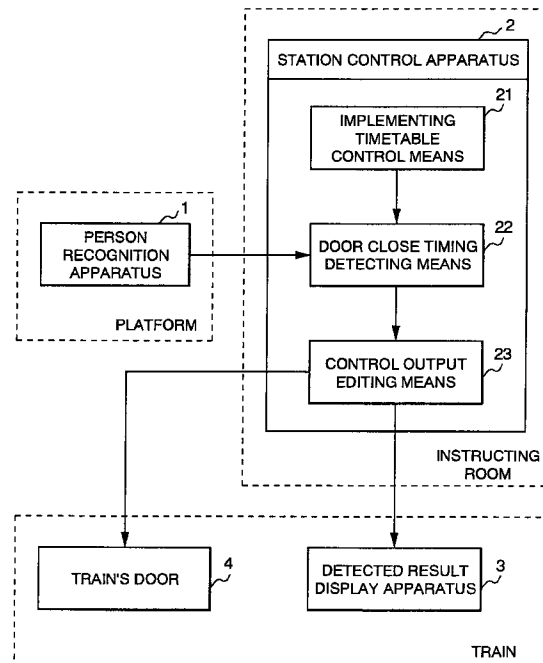 2
STATION CONTROL APPARATUS
21
IMPLEMENTING
TIMETABLE
CONTROL MEANS
1
PERSON
RECOGNITION
APPARATUS
PLATFORM
22
DOOR CLOSE TIMING
DETECTING MEANS
23
CONTROL OUTPUT
EDITING MEANS
INSTRUCTING
ROOM
4
TRAIN'S DOOR
3
DETECTED RESULT
DISPLAY APPARATUS
TRAIN